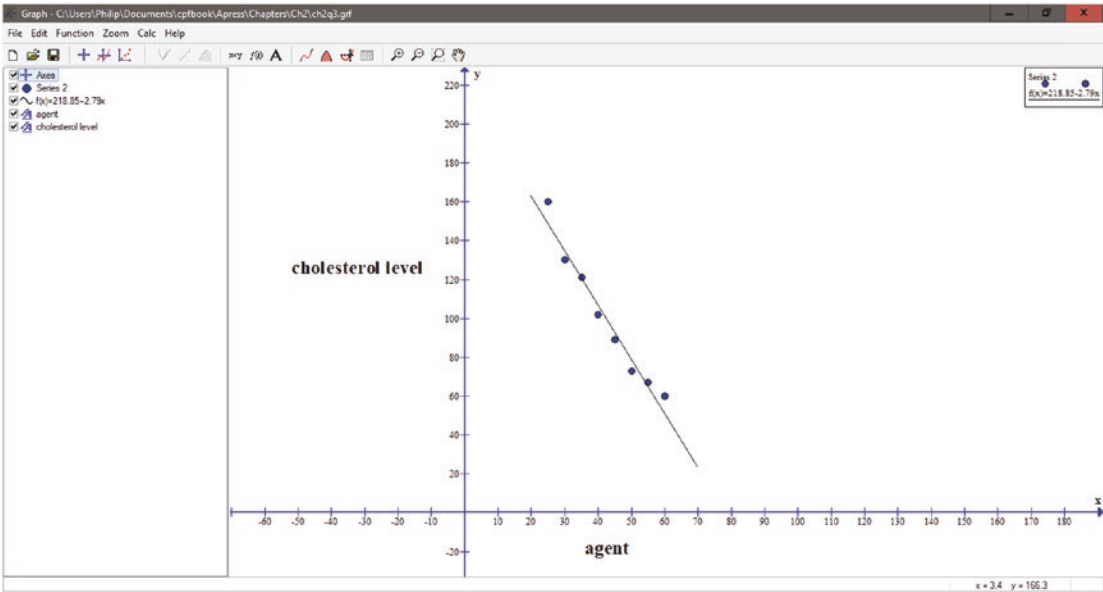 Graph - C:\Users\Philip\Documents\cpfbook\Apress\Chapters\Ch2\ch2q3.grf
File Edit Function Zoom Calc Help
Axes
Series 2
f(x)=218.85-2.79x
agent
cholesterol level
y
220
200
180
160
140
120
100
80
60
40
20
-20
cholesterol level
Series 2
f(x)=218.85-2.79x
x
-60 -50 -40 -30 -20 -10 10 20 30 40 50 60 70 80 90 100 110 120 130 140 150 160 170 180
agent
x = 3.4 y = 166.3